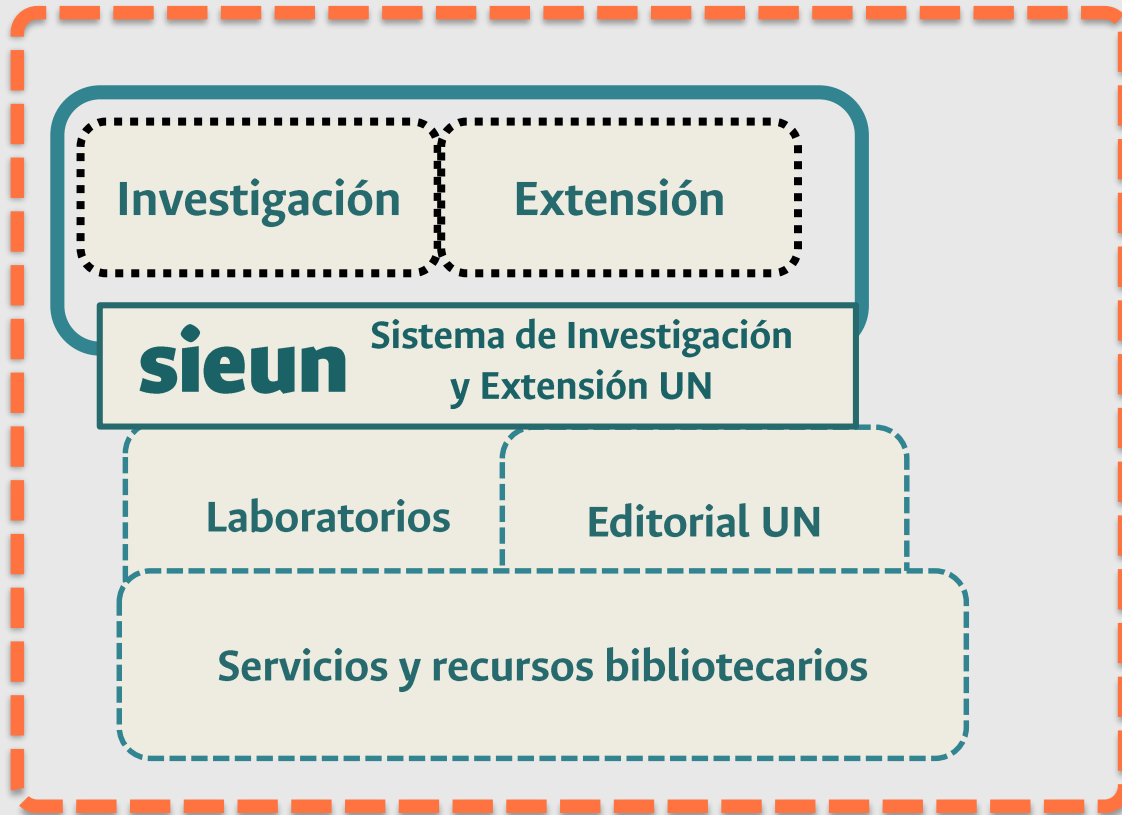 Investigación Extensión
sieun
Sistema de Investigación
y Extensión UN
Laboratorios Editorial UN
Servicios y recursos bibliotecarios